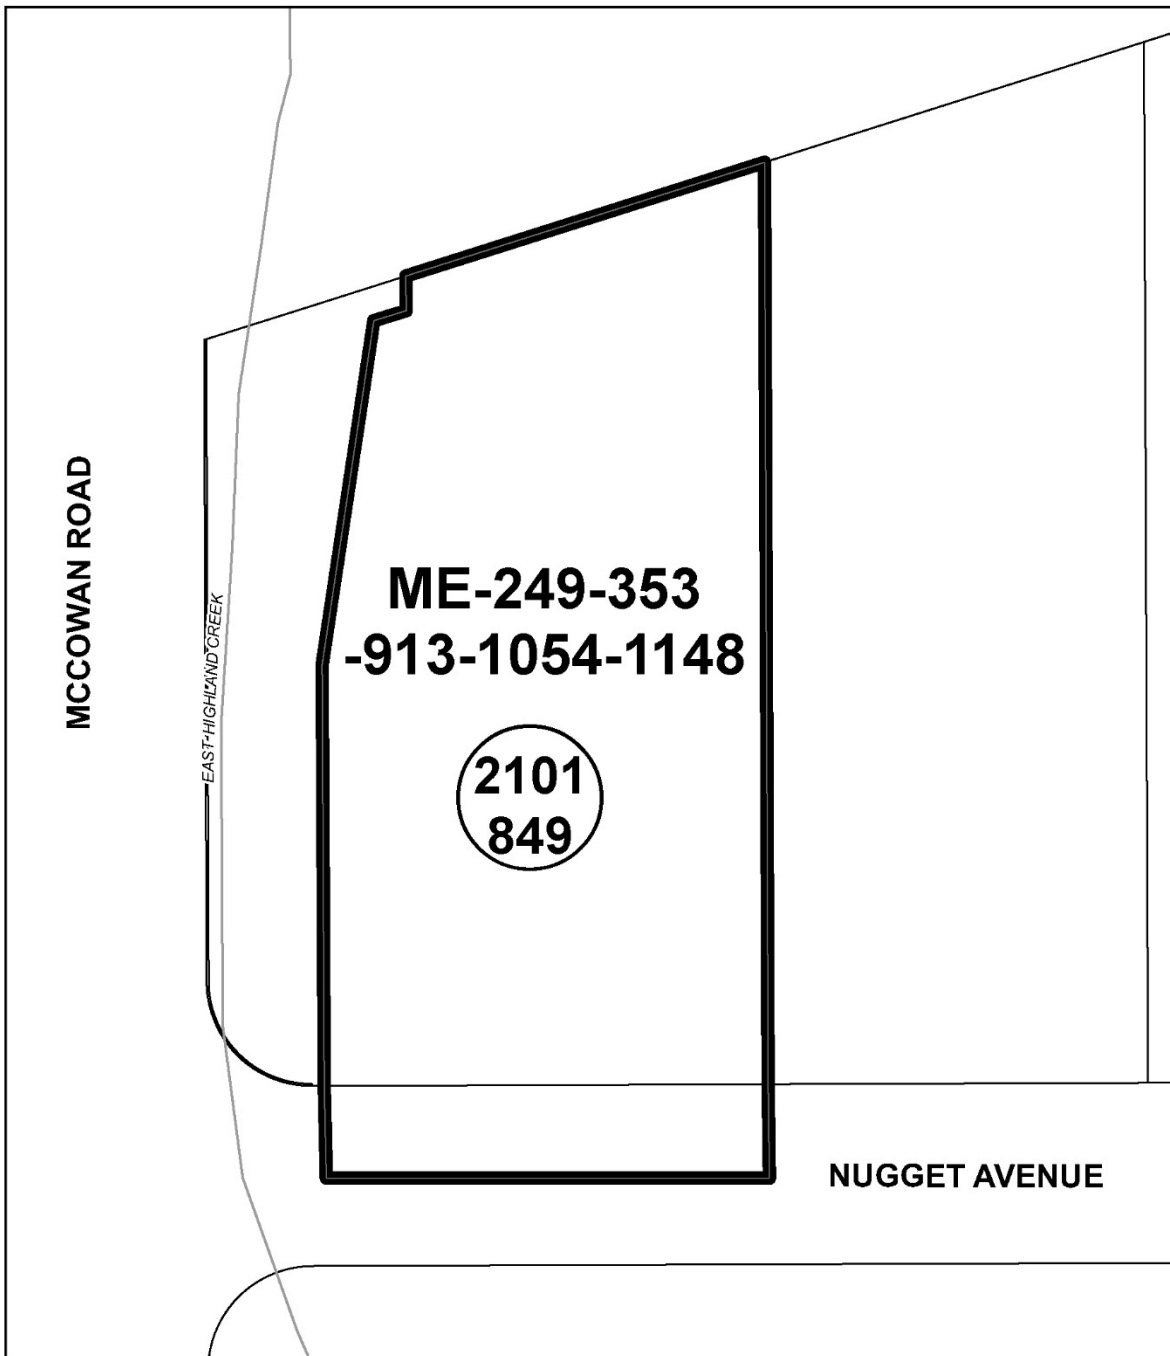 MCCOWAN ROAD
EAST HIGHLAND CREEK
ME-249-353
-913-1054-1148
2101
849
NUGGET AVENUE